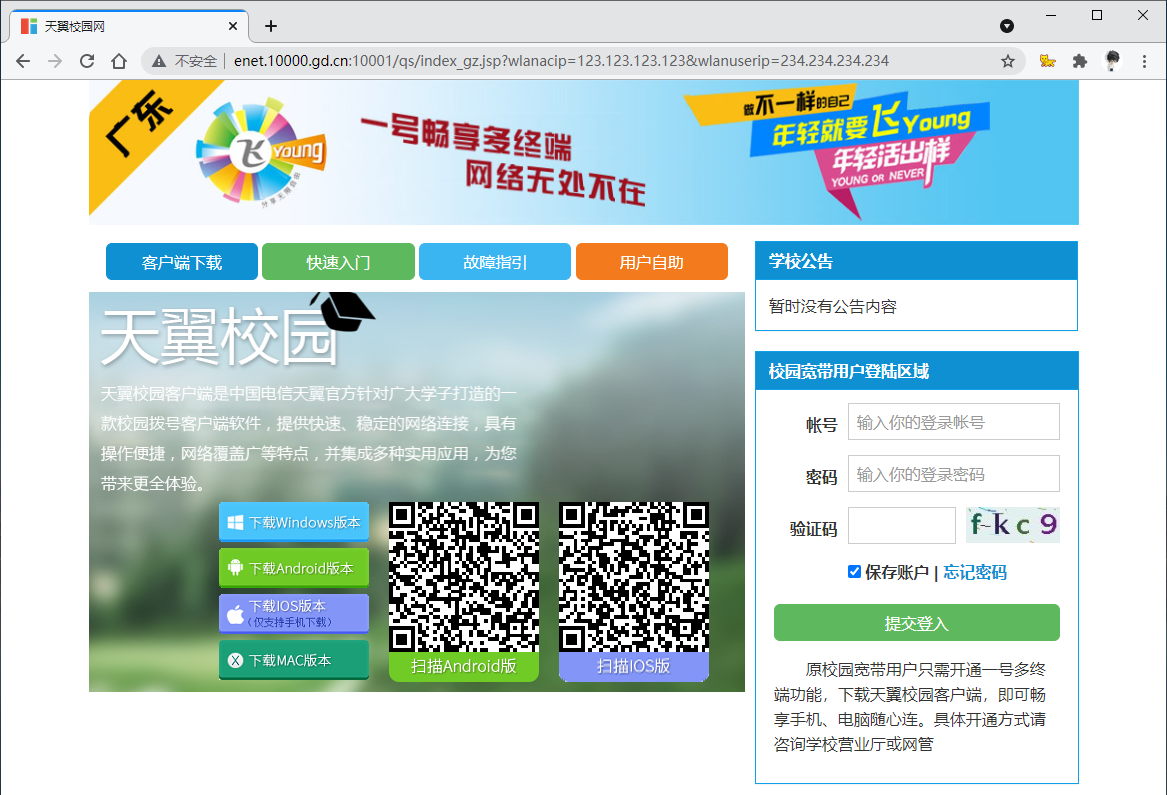 天翼校园网
不安全 | enet.10000.gd.cn:10001/qs/index_gz.jsp?wlanacip=123.123.123.123&wlanuserip=234.234.234.234
广东
飞Young
一号畅享多终端
网络无处不在
做不一样的自己
年轻就要飞Young
年轻活出样
YOUNG OR NEVER
客户端下载 快速入门 故障指引 用户自助
天翼校园
天翼校园客户端是中国电信天翼官方针对广大学子打造的一
款校园拨号客户端软件，提供快速、稳定的网络连接，具有
操作便捷，网络覆盖广等特点，并集成多种实用应用，为您
带来更全体验。
下载Windows版本
下载Android版本
下载IOS版本
（仅支持手机下载）
下载MAC版本
扫描Android版 扫描IOS版
学校公告
暂时没有公告内容
校园宽带用户登陆区域
帐号 输入你的登录帐号
密码 输入你的登录密码
验证码 f-kc9
保存账户 | 忘记密码
提交登入
原校园宽带用户只需开通一号多终
端功能，下载天翼校园客户端，即可畅
享手机、电脑随心连。具体开通方式请
咨询学校营业厅或网管